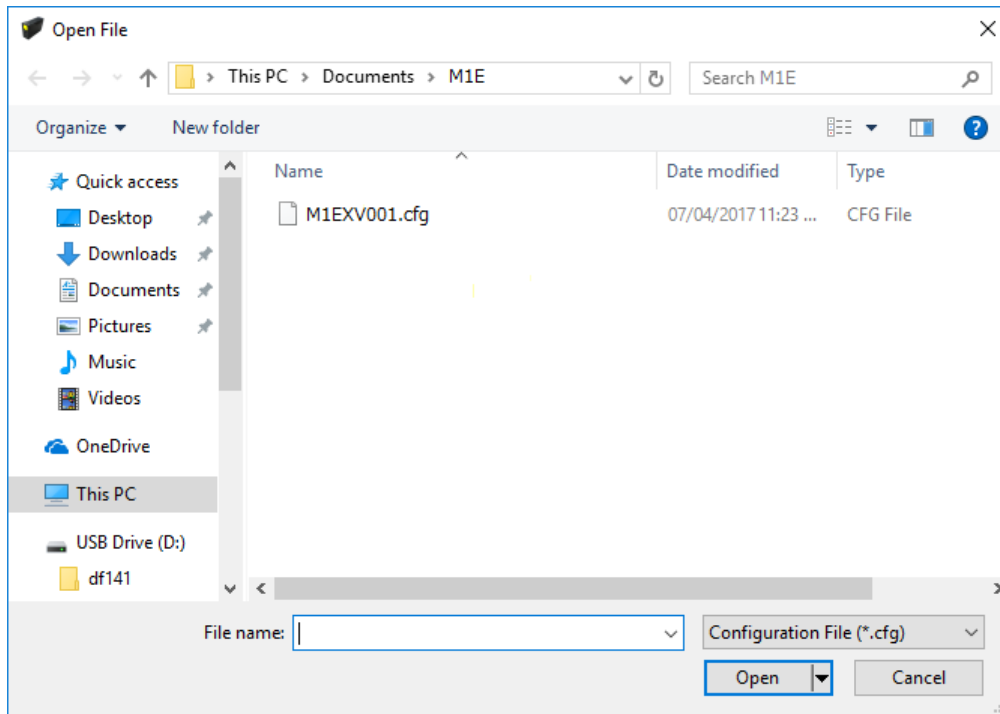 Open File
This PC > Documents > M1E
Search M1E
Organize
New folder
Name
Date modified
Type
M1EXV001.cfg
07/04/2017 11:23 ...
CFG File
Quick access
Desktop
Downloads
Documents
Pictures
Music
Videos
OneDrive
This PC
USB Drive (D:)
df141
File name:
Configuration File (*.cfg)
Open
Cancel